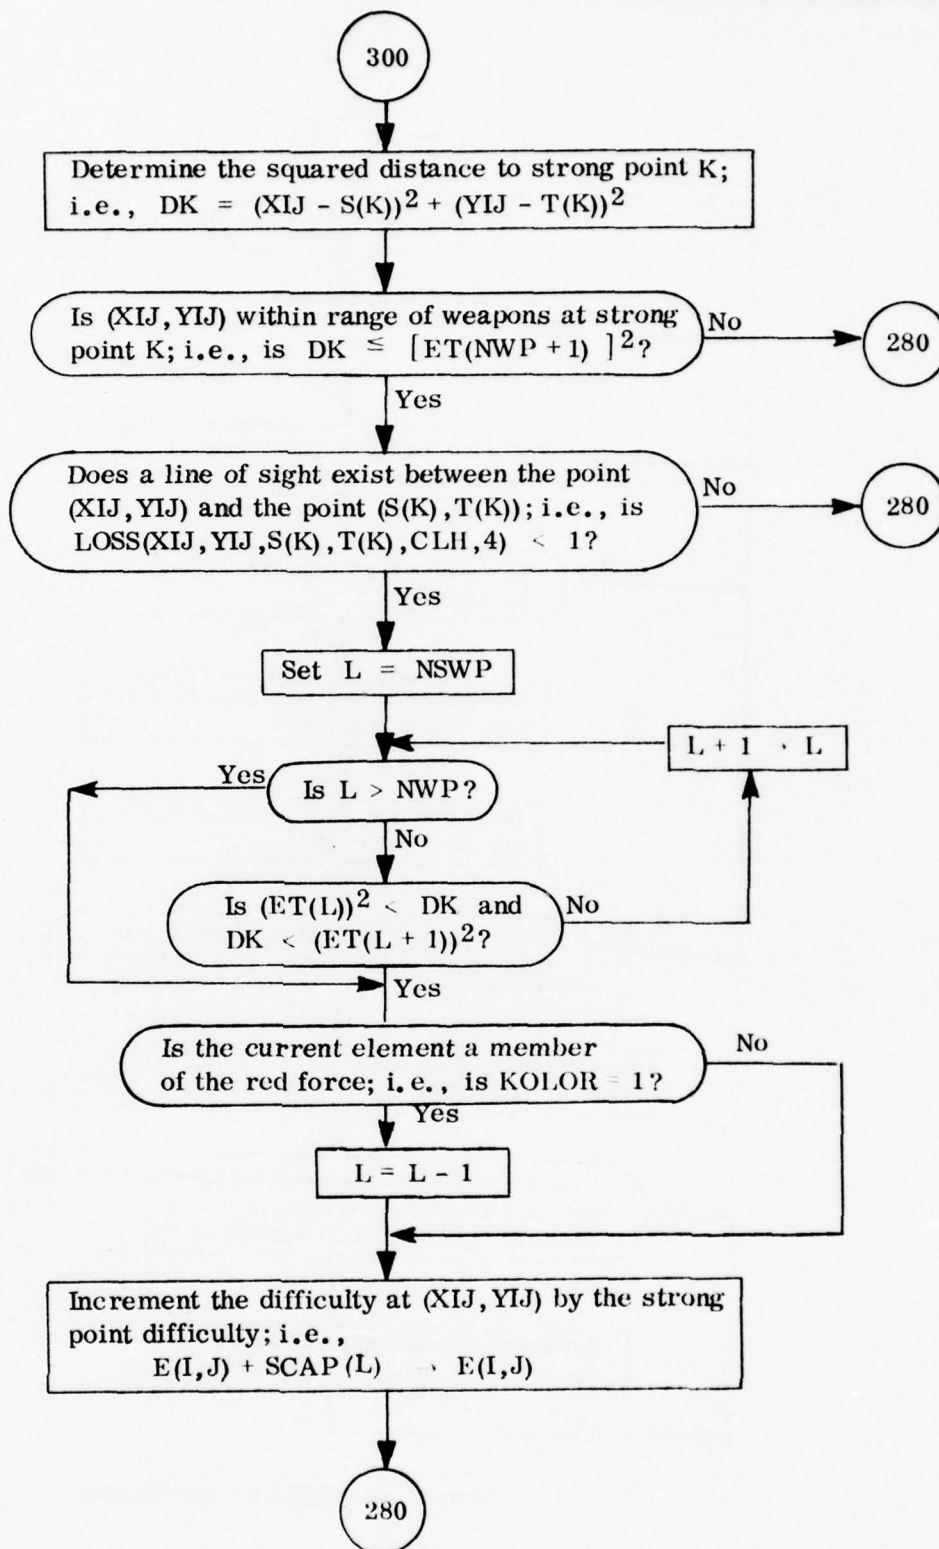 300
Determine the squared distance to strong point K;
i.e., DK = (XIJ - S(K))² + (YIJ - T(K))²
Is (XIJ,YIJ) within range of weapons at strong
point K; i.e., is DK ≤ [ET(NWP + 1) ]²?
No
280
Yes
Does a line of sight exist between the point
(XIJ,YIJ) and the point (S(K),T(K)); i.e., is
LOSS(XIJ,YIJ,S(K),T(K),CLH,4) < 1?
No
280
Yes
Set L = NSWP
L + 1 → L
Yes
Is L > NWP?
No
Is (ET(L))² < DK and
DK < (ET(L + 1))²?
No
Yes
Is the current element a member
of the red force; i.e., is KOLOR = 1?
No
Yes
L = L - 1
Increment the difficulty at (XIJ,YIJ) by the strong
point difficulty; i.e.,
E(I,J) + SCAP(L) → E(I,J)
280